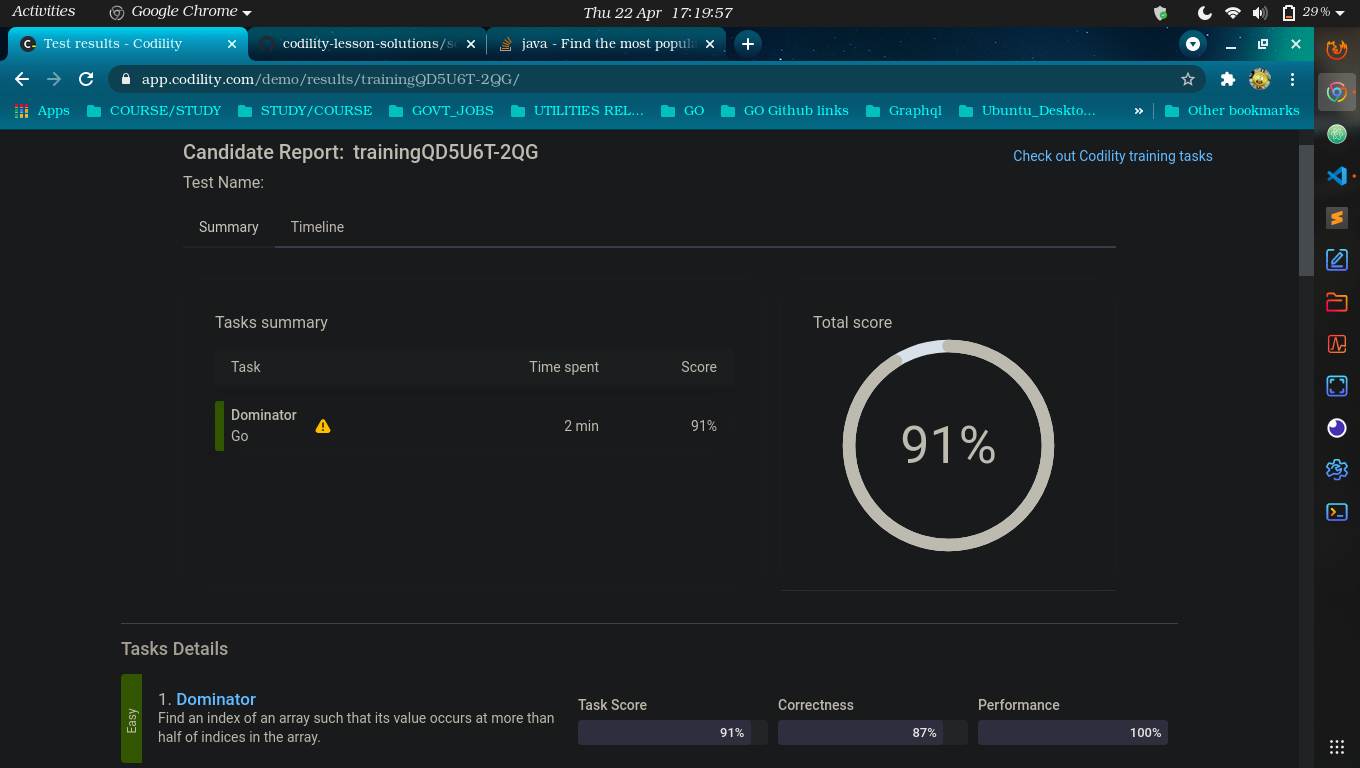 Activities
Google Chrome
Thu 22 Apr 17:19:57
29%
Test results - Codility
codility-lesson-solutions/s
java - Find the most popula
app.codility.com/demo/results/trainingQD5U6T-2QG/
Apps
COURSE/STUDY
STUDY/COURSE
GOVT_JOBS
UTILITIES REL...
GO
GO Github links
Graphql
Ubuntu_Deskto...
»
Other bookmarks
Candidate Report: trainingQD5U6T-2QG
Check out Codility training tasks
Test Name:
Summary
Timeline
Tasks summary
Task
Time spent
Score
Dominator
Go
2 min
91%
Total score
91%
Tasks Details
Easy
1. Dominator
Find an index of an array such that its value occurs at more than
half of indices in the array.
Task Score
91%
Correctness
87%
Performance
100%